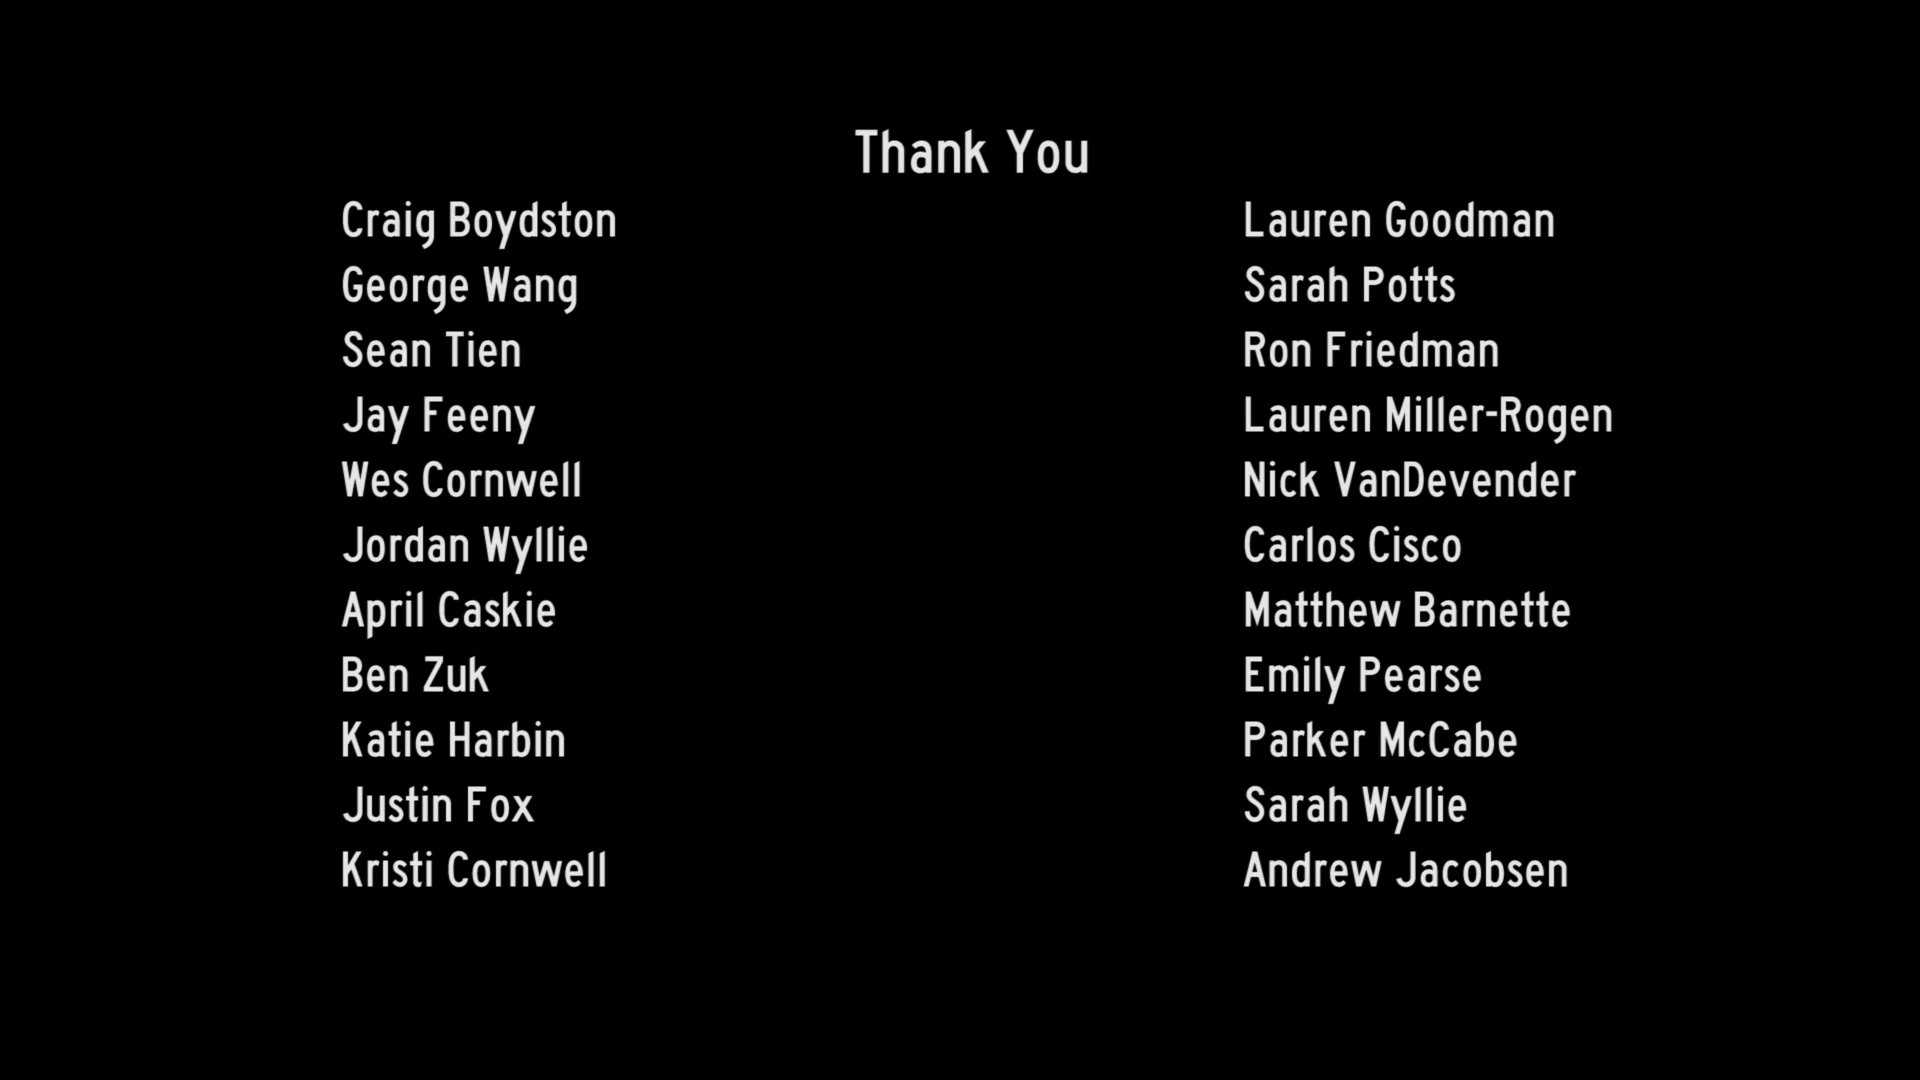 Thank You
Craig Boydston
George Wang
Sean Tien
Jay Feeny
Wes Cornwell
Jordan Wyllie
April Caskie
Ben Zuk
Katie Harbin
Justin Fox
Kristi Cornwell
Lauren Goodman
Sarah Potts
Ron Friedman
Lauren Miller-Rogen
Nick VanDevender
Carlos Cisco
Matthew Barnette
Emily Pearse
Parker McCabe
Sarah Wyllie
Andrew Jacobsen